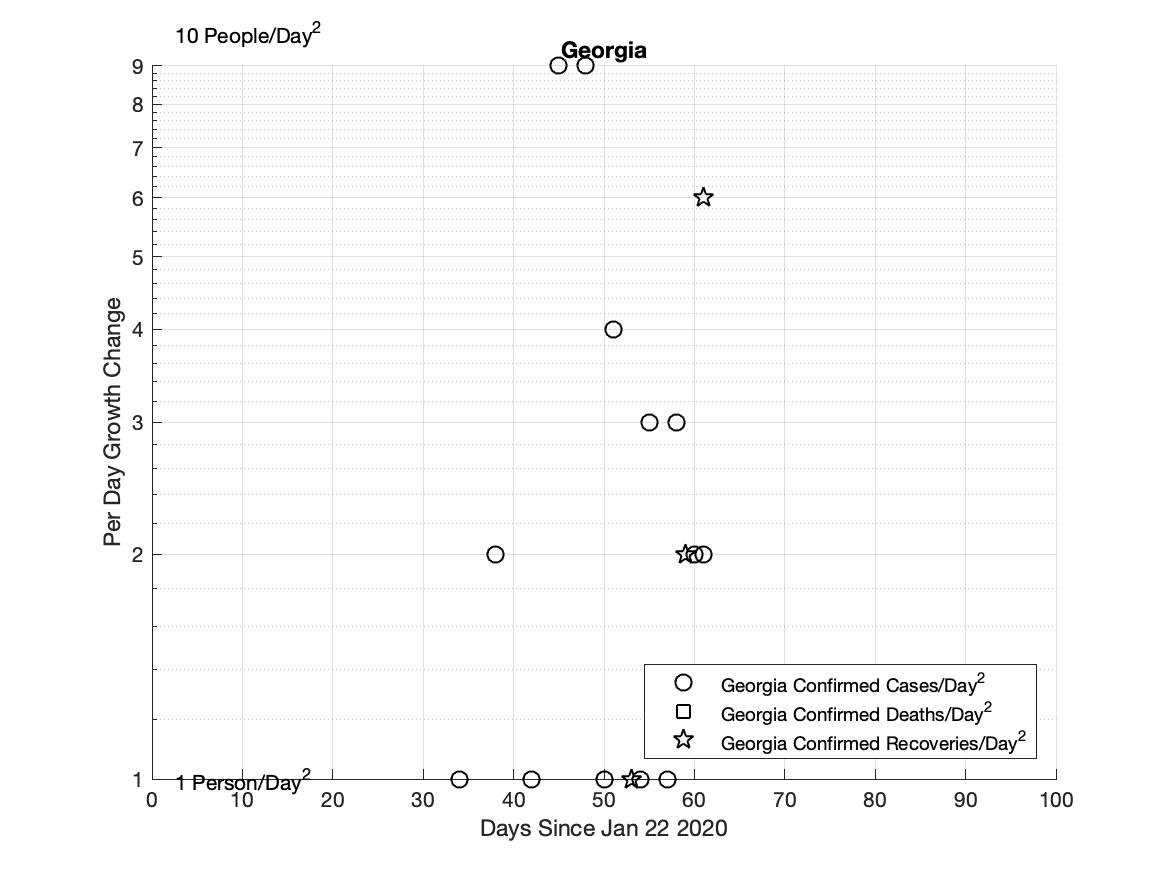 10 People/Day²
Georgia
9
8
7
6
5
4
3
2
1
Per Day Growth Change
1 Person/Day²
0 10 20 30 40 50 60 70 80 90 100
Days Since Jan 22 2020
Georgia Confirmed Cases/Day²
Georgia Confirmed Deaths/Day²
Georgia Confirmed Recoveries/Day²